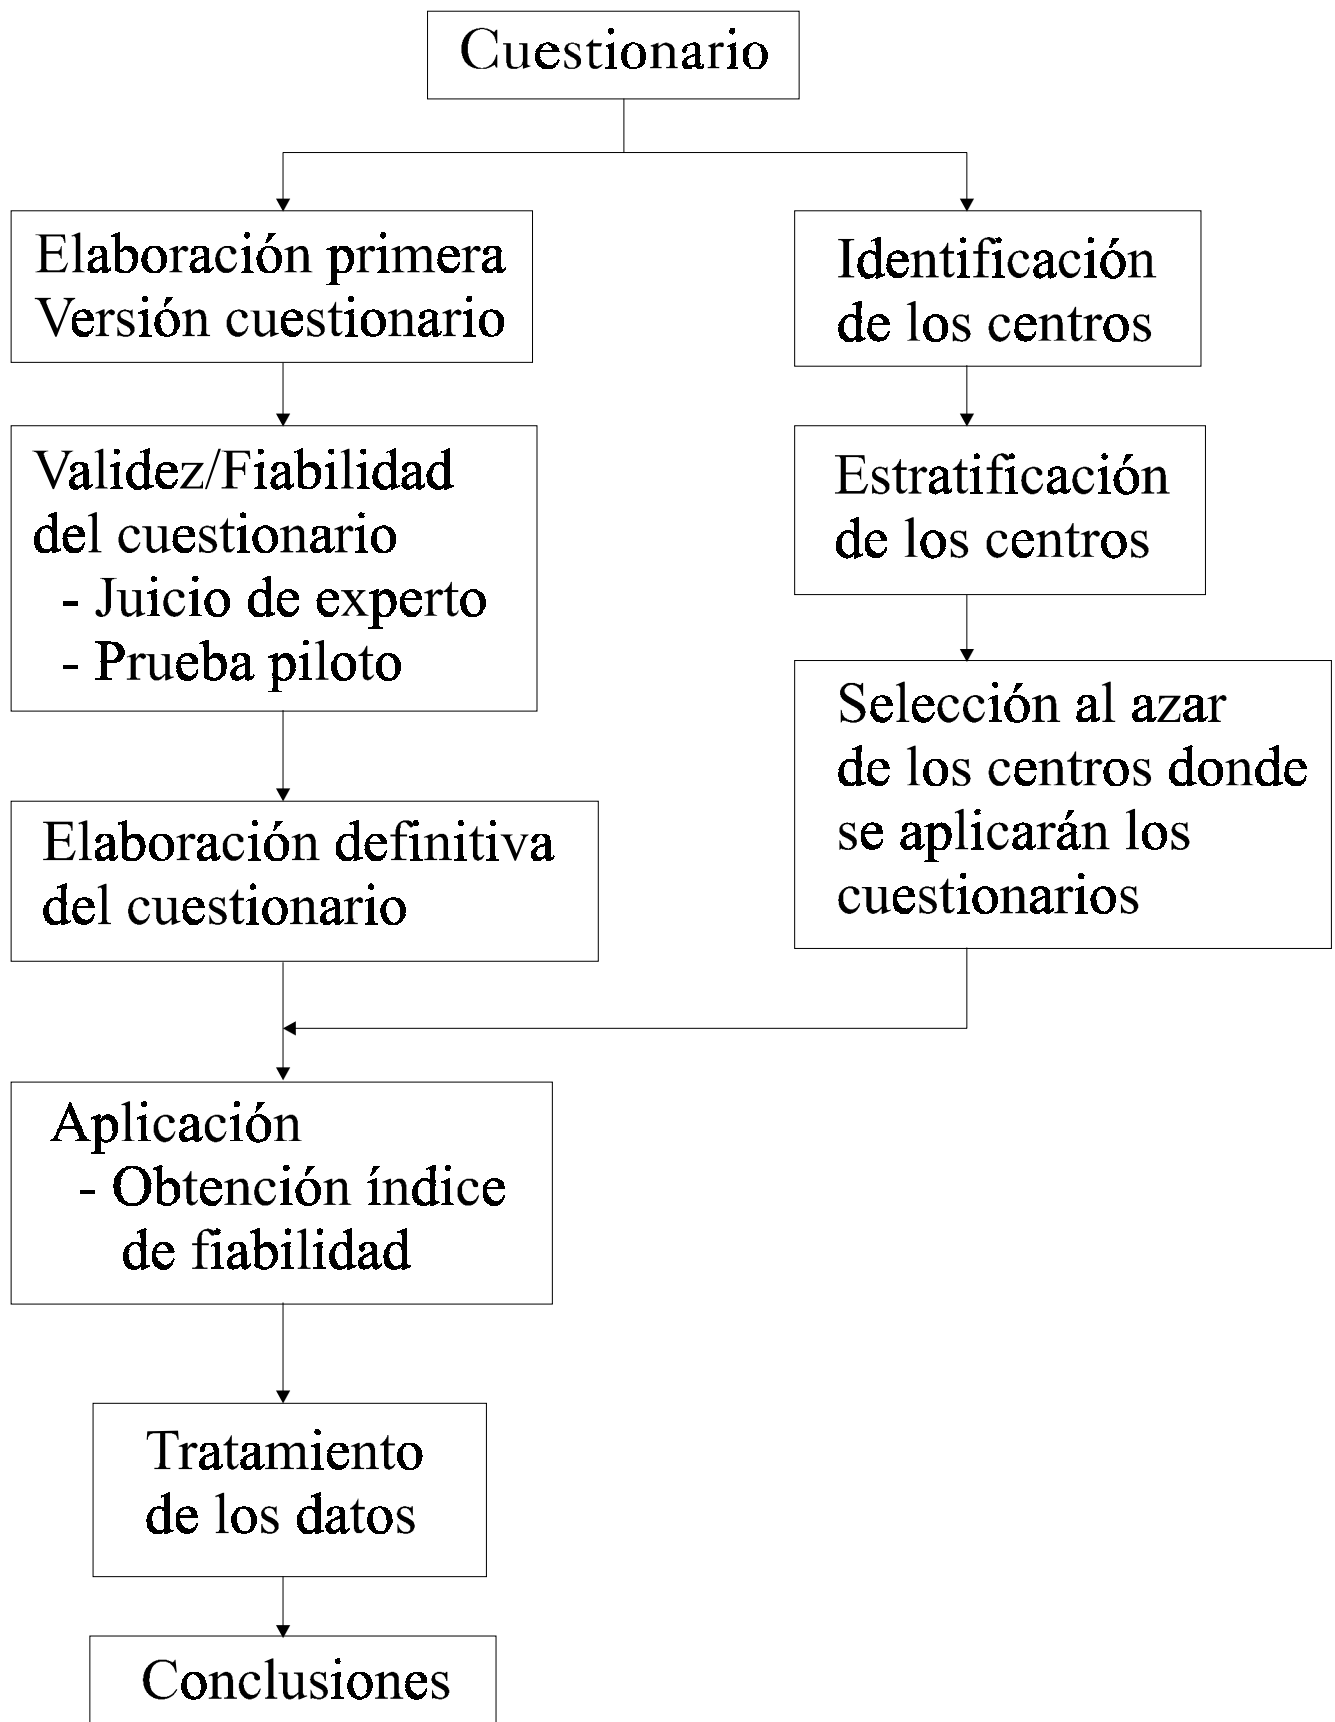 Cuestionario
Elaboración primera
Versión cuestionario
Identificación
de los centros
Validez/Fiabilidad
del cuestionario
- Juicio de experto
- Prueba piloto
Estratificación
de los centros
Selección al azar
de los centros donde
se aplicarán los
cuestionarios
Elaboración definitiva
del cuestionario
Aplicación
- Obtención índice
de fiabilidad
Tratamiento
de los datos
Conclusiones